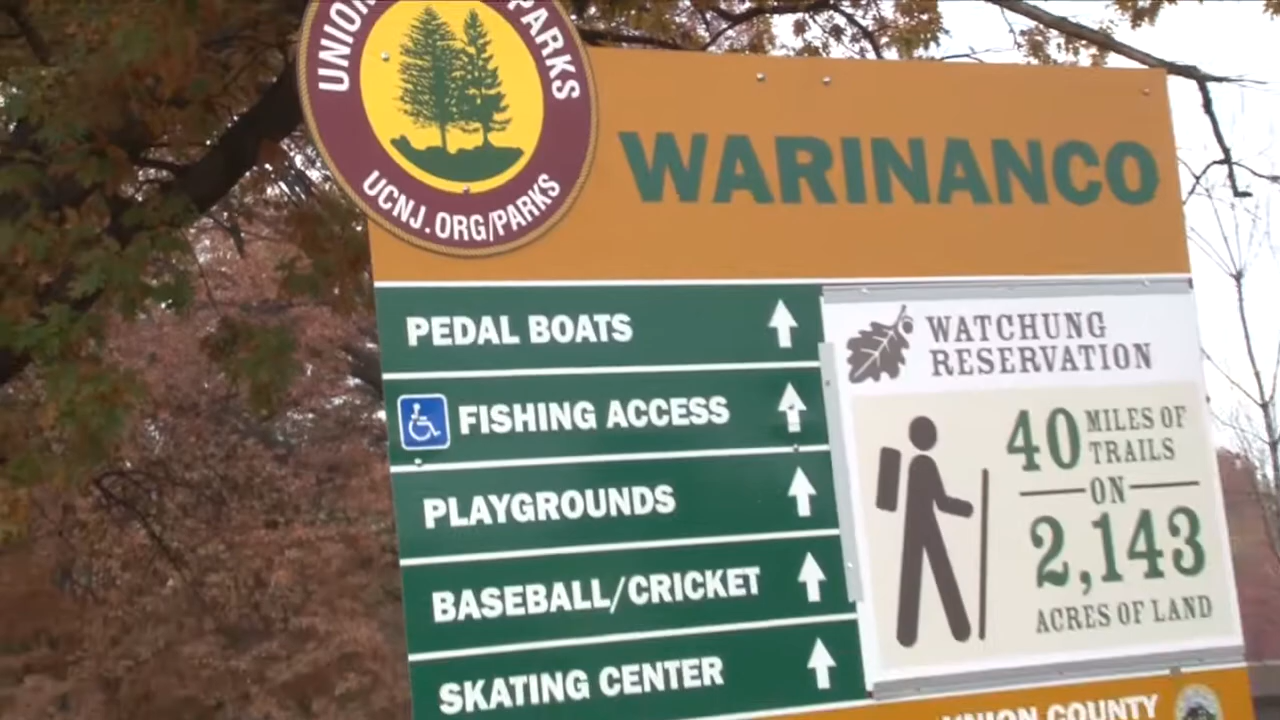 UNION
PARKS
UCNJ.ORG/PARKS
WARINANCO
PEDAL BOATS
FISHING ACCESS
PLAYGROUNDS
BASEBALL/CRICKET
SKATING CENTER
WATCHUNG
RESERVATION
40 MILES OF
TRAILS
ON
2,143
ACRES OF LAND
UNION COUNTY